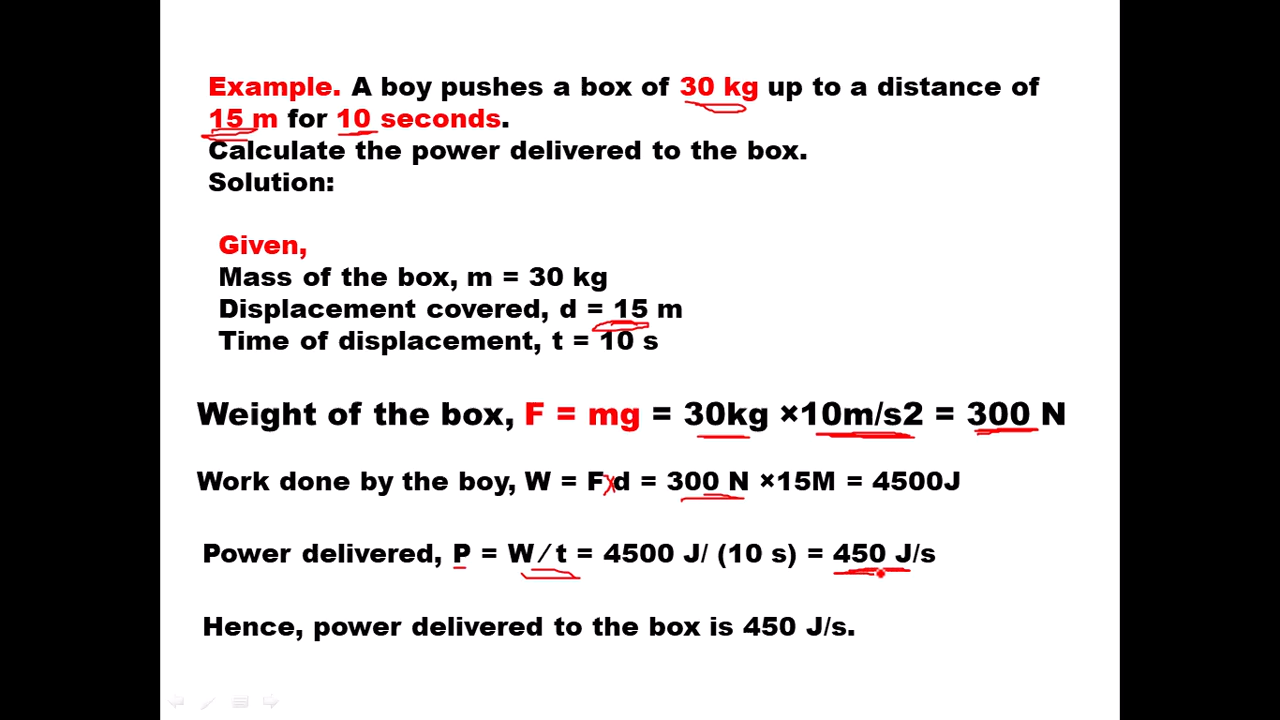 Example. A boy pushes a box of 30 kg up to a distance of
15 m for 10 seconds.
Calculate the power delivered to the box.
Solution:
Given,
Mass of the box, m = 30 kg
Displacement covered, d = 15 m
Time of displacement, t = 10 s
Weight of the box, F = mg = 30kg ×10m/s2 = 300 N
Work done by the boy, W = F×d = 300 N ×15M = 4500J
Power delivered, P = W/t = 4500 J/ (10 s) = 450 J/s
Hence, power delivered to the box is 450 J/s.